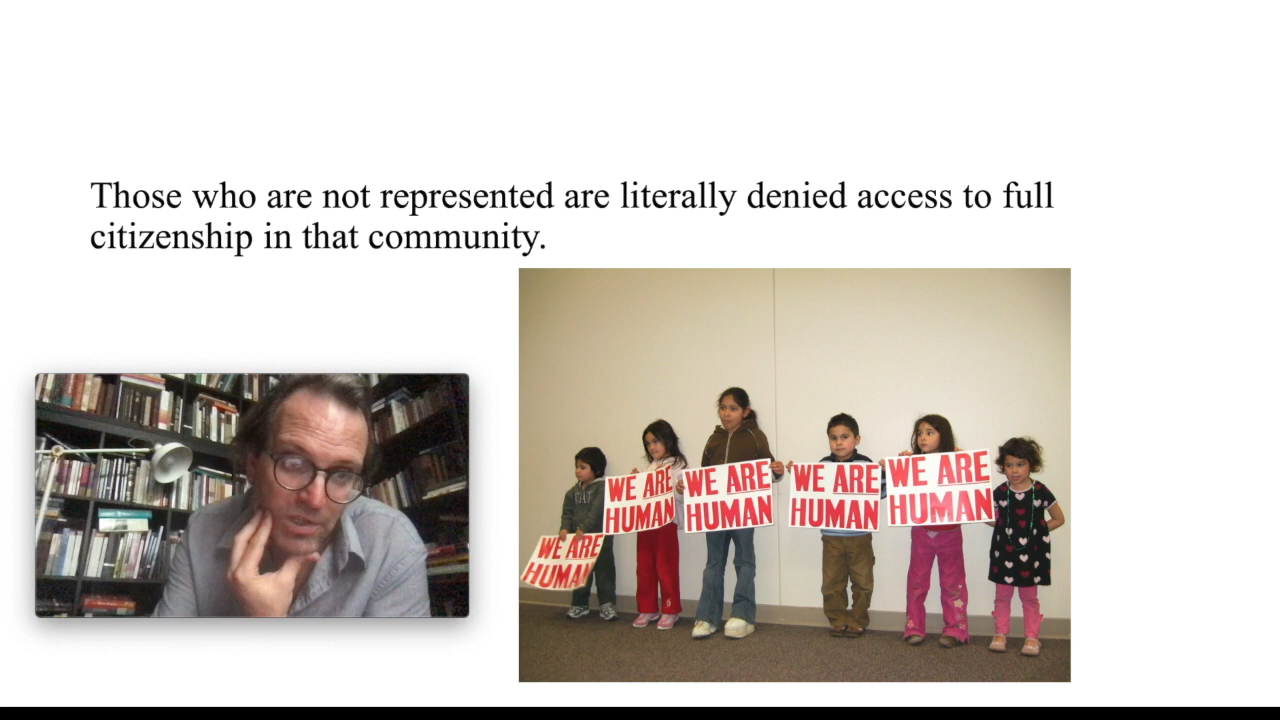 Those who are not represented are literally denied access to full
citizenship in that community.
WE ARE
HUMAN
WE ARE
HUMAN
WE ARE
HUMAN
WE ARE
HUMAN
WE ARE
HUMAN